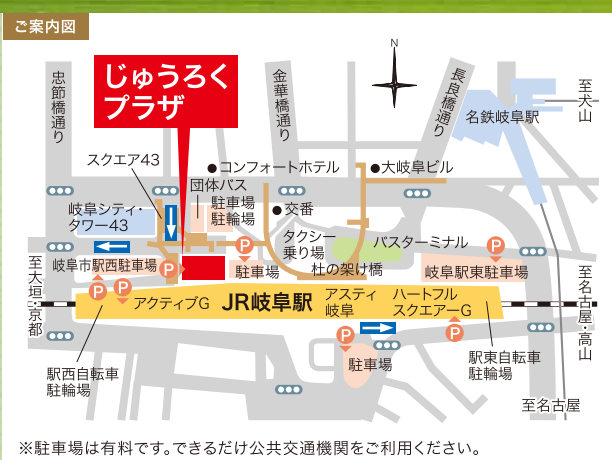 ご案内図
N
じゅうろく
プラザ
忠節橋通り
金華橋通り
長良橋通り
至犬山
名鉄岐阜駅
スクエア43
コンフォートホテル
大岐阜ビル
団体バス
駐車場
駐輪場
交番
岐阜シティ・
タワー43
タクシー
乗り場
バスターミナル
P
P
岐阜市駅西駐車場
P
駐車場
杜の架け橋
岐阜駅東駐車場
至大垣・京都
至名古屋・高山
P
P
アクティブG
JR岐阜駅
アスティ
岐阜
ハートフル
スクエアーG
P
P
駅西自転車
駐輪場
駐車場
駅東自転車
駐輪場
至名古屋
※駐車場は有料です。できるだけ公共交通機関をご利用ください。